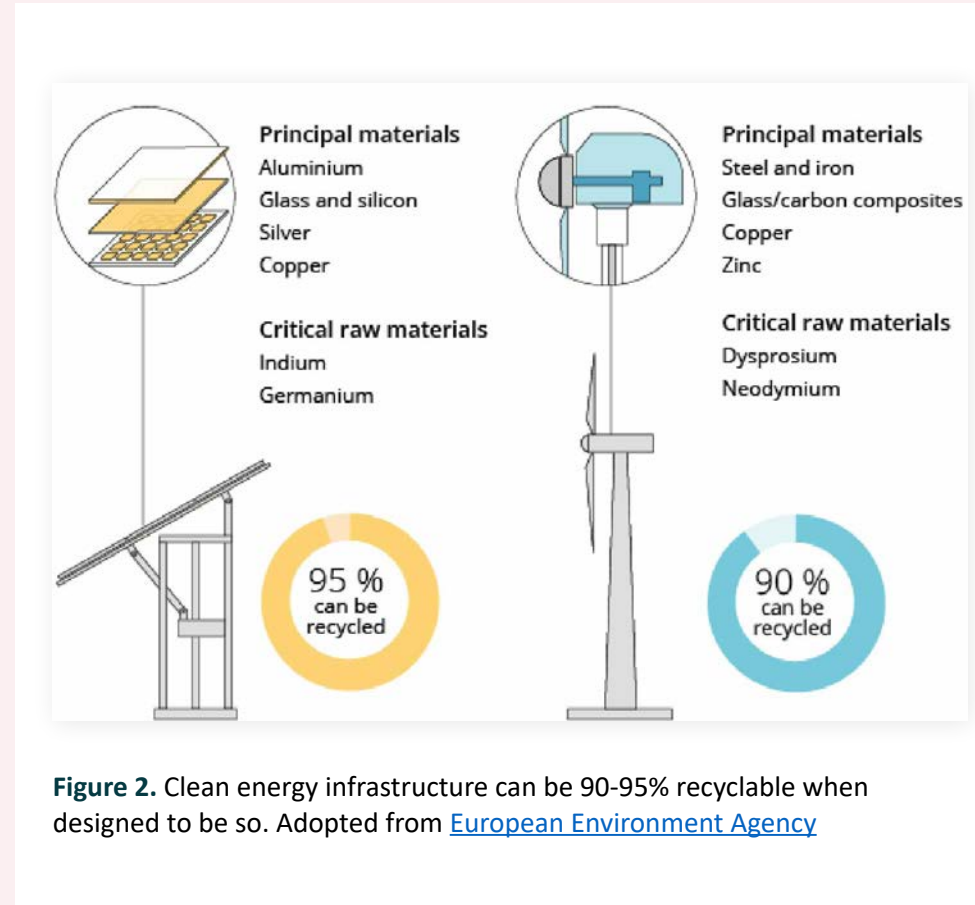 Principal materials
Aluminium
Glass and silicon
Silver
Copper
Critical raw materials
Indium
Germanium
95 %
can be
recycled
Principal materials
Steel and iron
Glass/carbon composites
Copper
Zinc
Critical raw materials
Dysprosium
Neodymium
90 %
can be
recycled
Figure 2. Clean energy infrastructure can be 90-95% recyclable when
designed to be so. Adopted from European Environment Agency